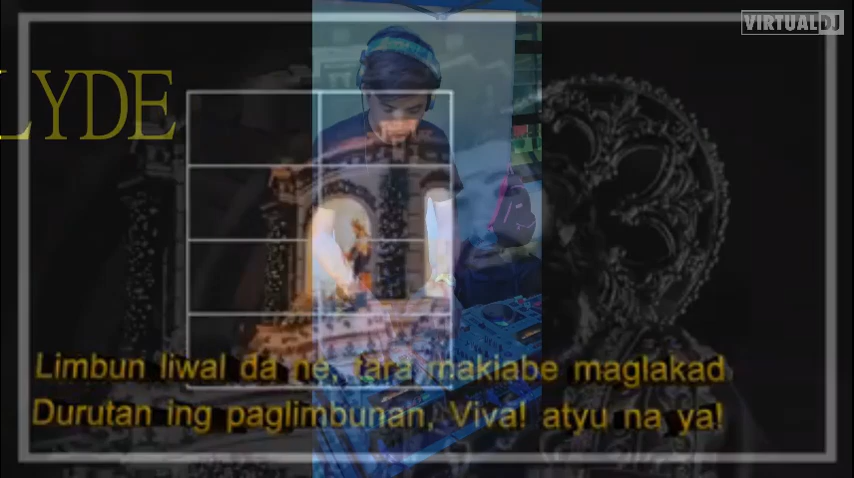 VIRTUALDJ
LYDE
Limbun liwal da ne, tara makiabe maglakad
Durutan ing paglimbunan, Viva! atyu na ya!